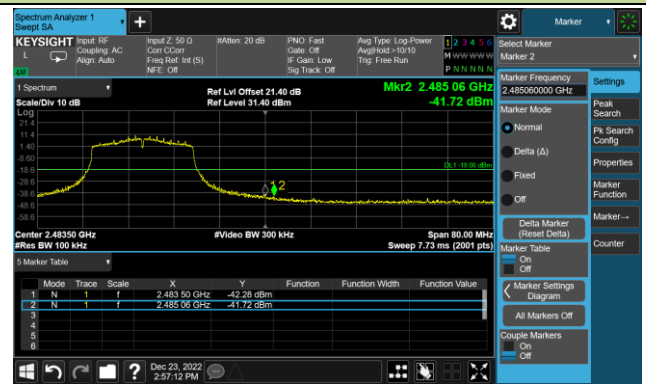 Spectrum Analyzer 1
Swept SA
Marker
KEYSIGHT
L
Input: RF
Coupling: AC
Align: Auto
Input Z: 50 Ω
Corr CCorr
Freq Ref: Int (S)
NFE: Off
#Atten: 20 dB
PNO: Fast
Gate: Off
IF Gain: Low
Sig Track: Off
Avg Type: Log-Power
Avg|Hold:>10/10
Trig: Free Run
1 2 3 4 5 6
M W W W W W
P N N N N N
Select Marker
Marker 2
1 Spectrum
Scale/Div 10 dB
Log
Ref Lvl Offset 21.40 dB
Ref Level 31.40 dBm
Mkr2 2.485 06 GHz
-41.72 dBm
21.4
11.4
1.40
-8.60
-18.6
-28.6
-38.6
-48.6
-58.6
DL1 -19.00 dBm
2
Center 2.48350 GHz
#Res BW 100 kHz
#Video BW 300 kHz
Span 80.00 MHz
Sweep 7.73 ms (2001 pts)
5 Marker Table
Mode Trace Scale X Y Function Function Width Function Value
1 N 1 f 2.483 50 GHz -42.28 dBm
2 N 1 f 2.485 06 GHz -41.72 dBm
3
4
5
6
Marker Frequency
2.485060000 GHz
Marker Mode
Normal
Delta (Δ)
Fixed
Off
Delta Marker
(Reset Delta)
Marker Table
On
Off
Marker Settings
Diagram
All Markers Off
Couple Markers
On
Off
Settings
Peak
Search
Pk Search
Config
Properties
Marker
Function
Marker→
Counter
Dec 23, 2022
2:57:12 PM